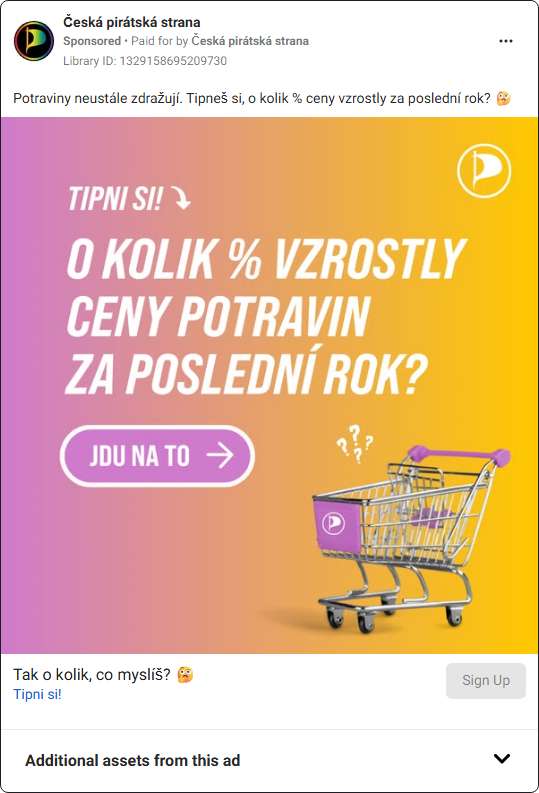 Česká pirátská strana
Sponsored • Paid for by Česká pirátská strana
Library ID: 1329158695209730
Potraviny neustále zdražují. Tipneš si, o kolik % ceny vzrostly za poslední rok? 🤔
TIPNI SI!
O KOLIK % VZROSTLY
CENY POTRAVIN
ZA POSLEDNÍ ROK?
JDU NA TO →
???
Tak o kolik, co myslíš? 🤔
Tipni si!
Sign Up
Additional assets from this ad